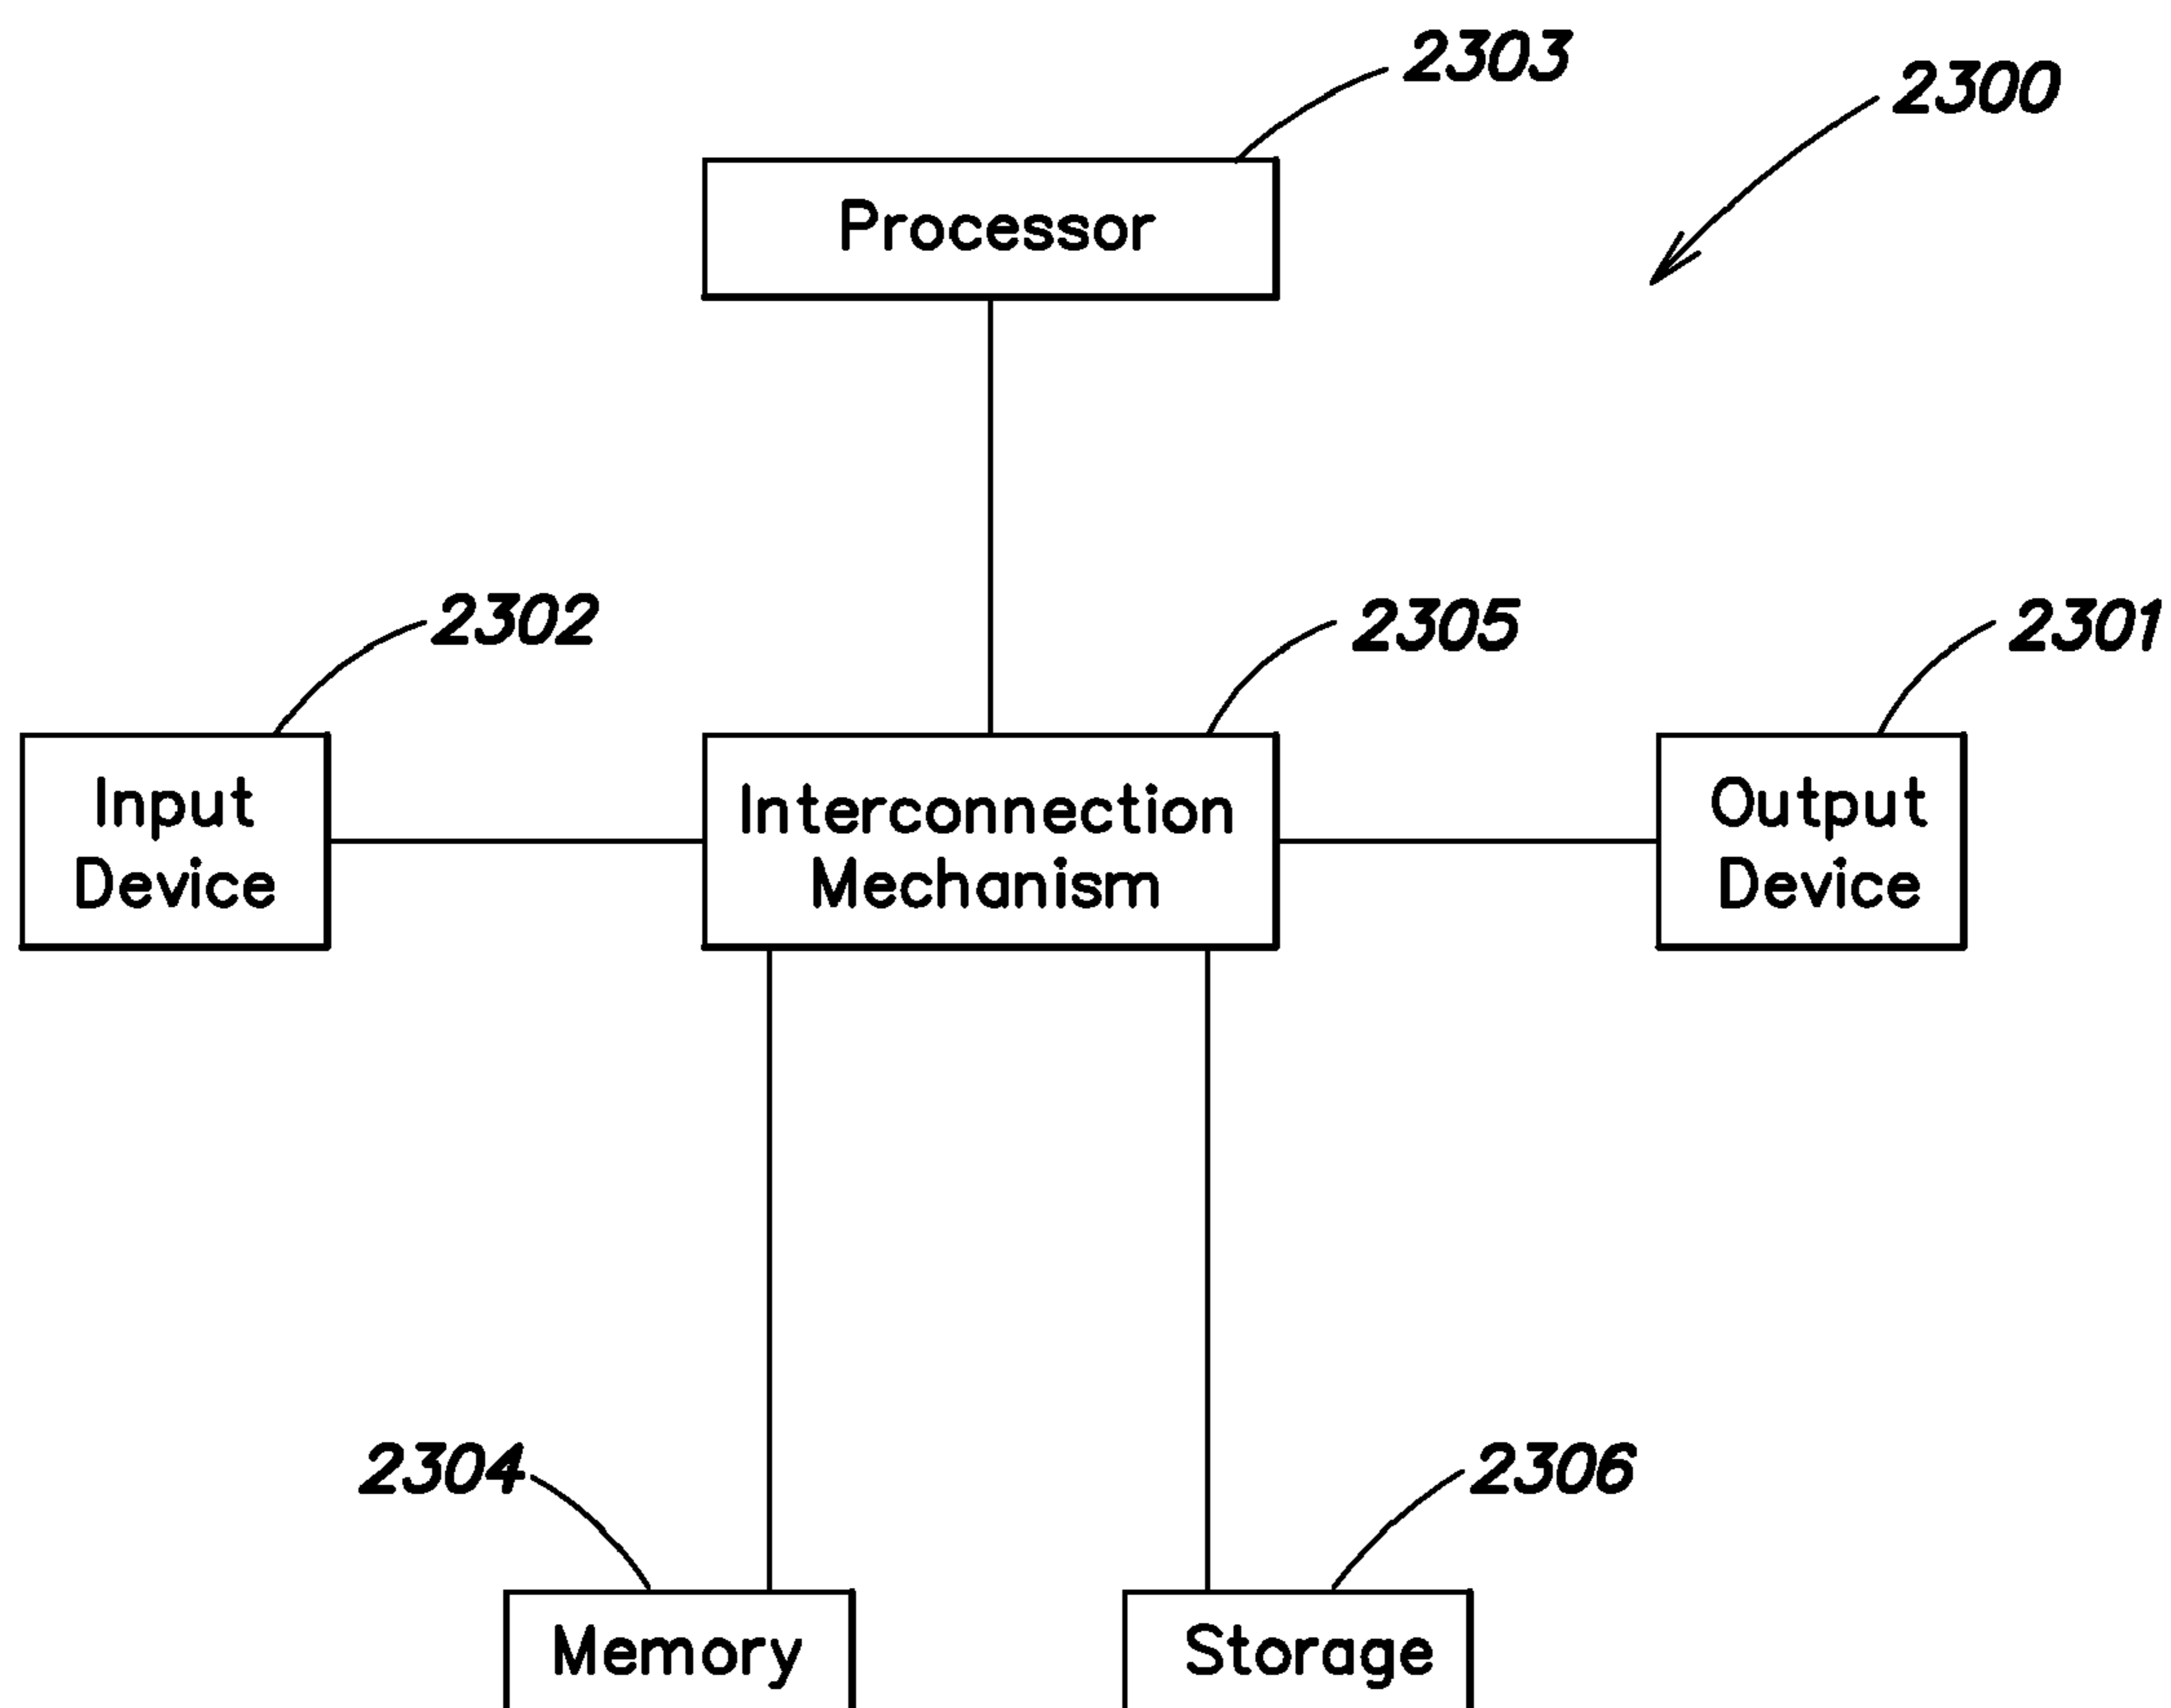 2303
2300
Processor
2302
2305
2301
Input
Device
Interconnection
Mechanism
Output
Device
2304
2306
Memory
Storage